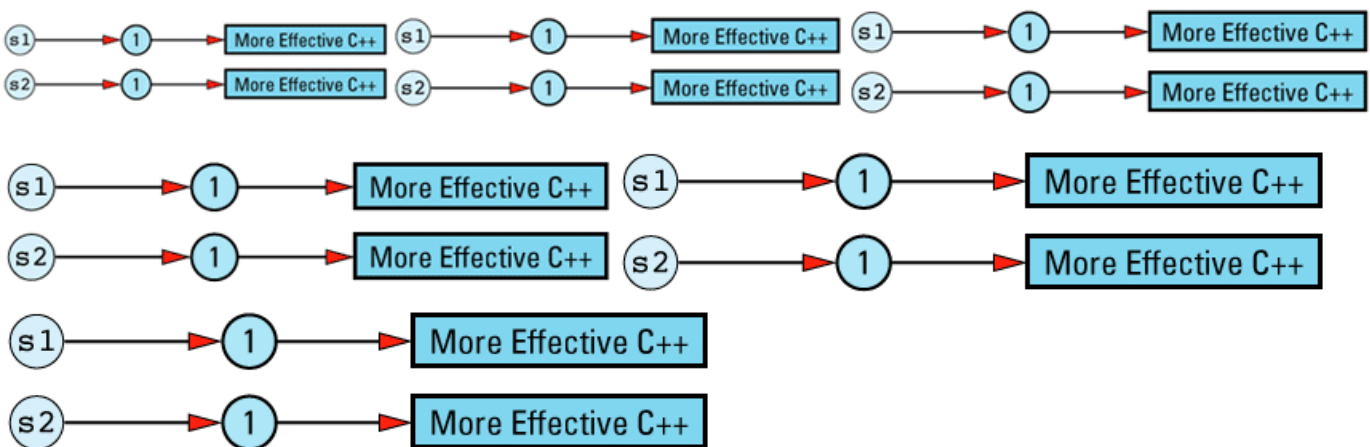 s1 1 More Effective C++ s1 1 More Effective C++ s1 1 More Effective C++
s2 1 More Effective C++ s2 1 More Effective C++ s2 1 More Effective C++
s1 1 More Effective C++ s1 1 More Effective C++
s2 1 More Effective C++ s2 1 More Effective C++
s1 1 More Effective C++
s2 1 More Effective C++